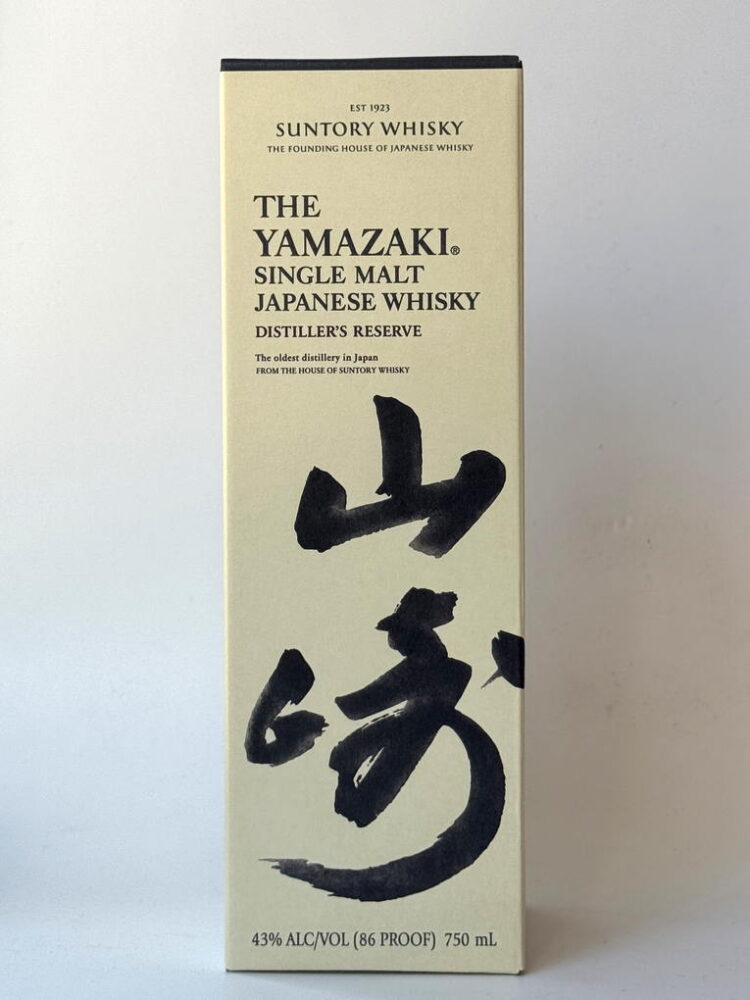 EST 1923
SUNTORY WHISKY
THE FOUNDING HOUSE OF JAPANESE WHISKY
THE
YAMAZAKI®
SINGLE MALT
JAPANESE WHISKY
DISTILLER'S RESERVE
The oldest distillery in Japan
FROM THE HOUSE OF SUNTORY WHISKY
山
崎
43% ALC/VOL (86 PROOF) 750 mL